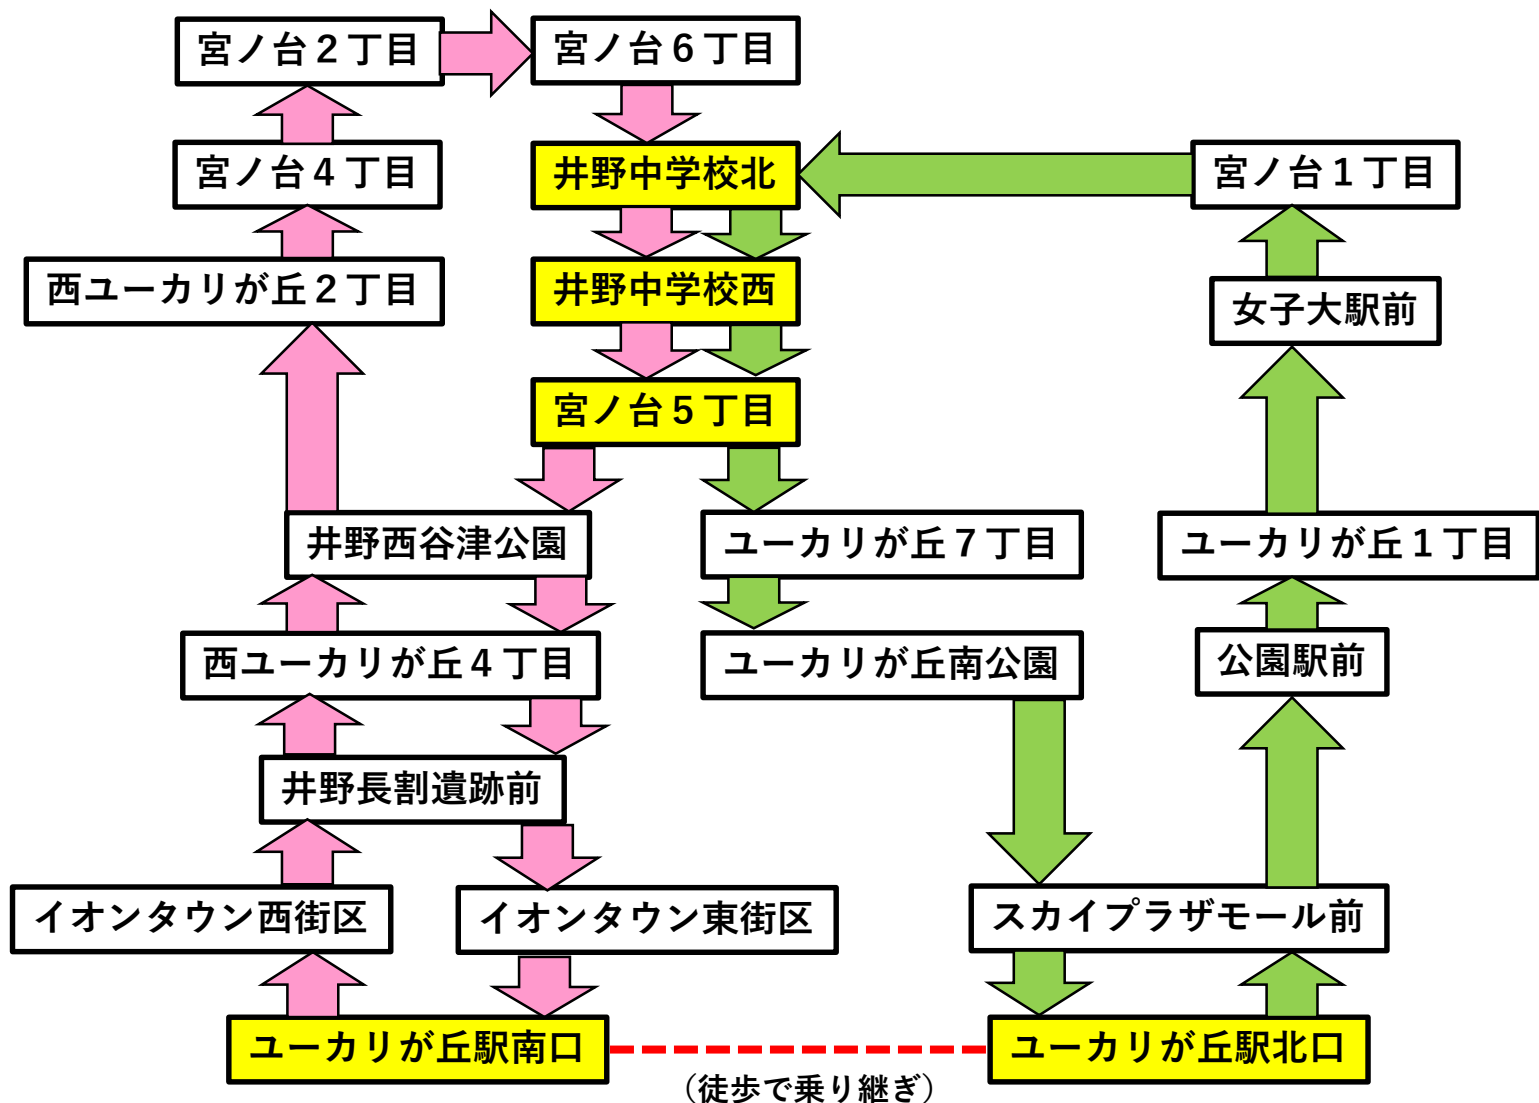 宮ノ台２丁目
宮ノ台６丁目
宮ノ台４丁目
井野中学校北
宮ノ台１丁目
西ユーカリが丘２丁目
井野中学校西
女子大駅前
宮ノ台５丁目
井野西谷津公園
ユーカリが丘７丁目
ユーカリが丘１丁目
西ユーカリが丘４丁目
ユーカリが丘南公園
公園駅前
井野長割遺跡前
イオンタウン西街区
イオンタウン東街区
スカイプラザモール前
ユーカリが丘駅南口
ユーカリが丘駅北口
（徒歩で乗り継ぎ）